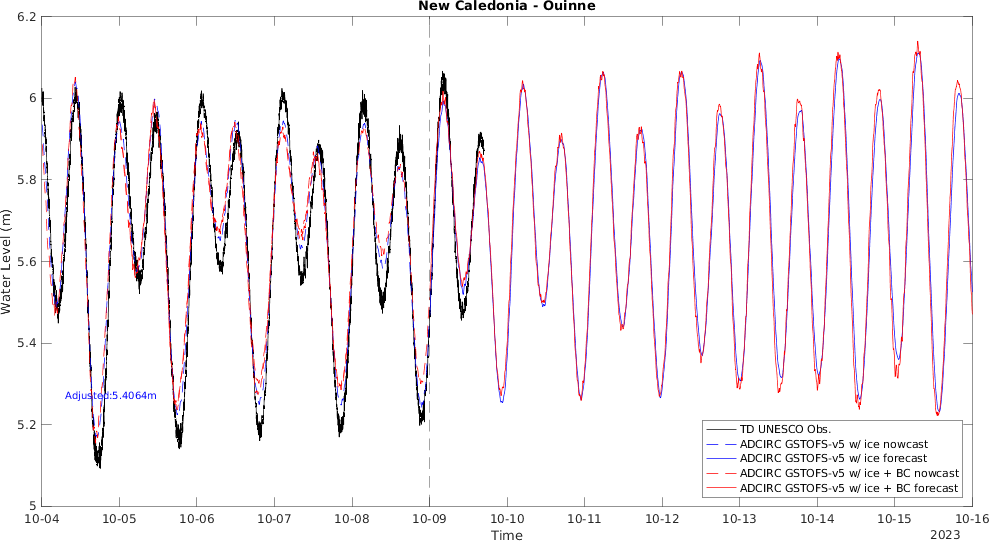 New Caledonia - Ouinne
6.2
6
5.8
5.6
5.4
5.2
5
Water Level (m)
Adjusted:5.4064m
TD UNESCO Obs.
ADCIRC GSTOFS-v5 w/ ice nowcast
ADCIRC GSTOFS-v5 w/ ice forecast
ADCIRC GSTOFS-v5 w/ ice + BC nowcast
ADCIRC GSTOFS-v5 w/ ice + BC forecast
10-04 10-05 10-06 10-07 10-08 10-09 10-10 10-11 10-12 10-13 10-14 10-15 10-16
Time
2023